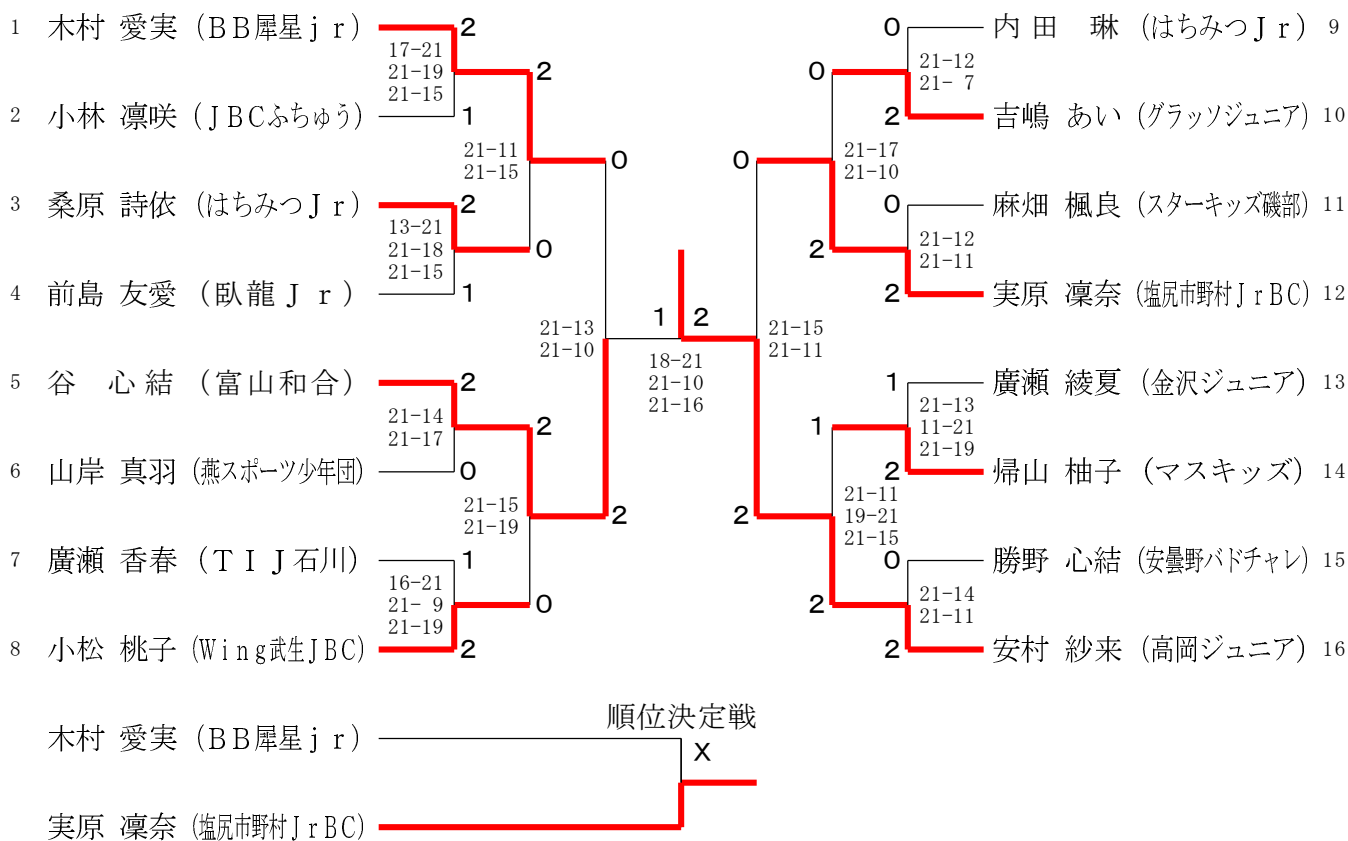 1 木村 愛実 (BB犀星jr) 2
17-21
21-19
21-15
2
2 小林 凛咲 (JBCふちゅう) 1
21-11
21-15
0
3 桑原 詩依 (はちみつJr) 2
13-21
21-18
21-15
0
4 前島 友愛 (臥龍Jr) 1
21-13
21-10
5 谷 心結 (富山和合) 2
21-14
21-17
2
6 山岸 真羽 (燕スポーツ少年団) 0
21-15
21-19
2
7 廣瀬 香春 (TIJ石川) 1
16-21
21- 9
21-19
0
8 小松 桃子 (Wing武生JBC) 2
1 2
18-21
21-10
21-16
0 内田 琳 (はちみつJr) 9
21-12
21- 7
0
2 吉嶋 あい (グラッソジュニア) 10
21-17
21-10
0
0 麻畑 楓良 (スターキッズ磯部) 11
21-12
21-11
2
2 実原 凜奈 (塩尻市野村JrBC) 12
21-15
21-11
1 廣瀬 綾夏 (金沢ジュニア) 13
21-13
11-21
21-19
1
2 帰山 柚子 (マスキッズ) 14
21-11
19-21
21-15
2
0 勝野 心結 (安曇野バドチャレ) 15
21-14
21-11
2
2 安村 紗来 (高岡ジュニア) 16
順位決定戦
木村 愛実 (BB犀星jr) X
実原 凜奈 (塩尻市野村JrBC)